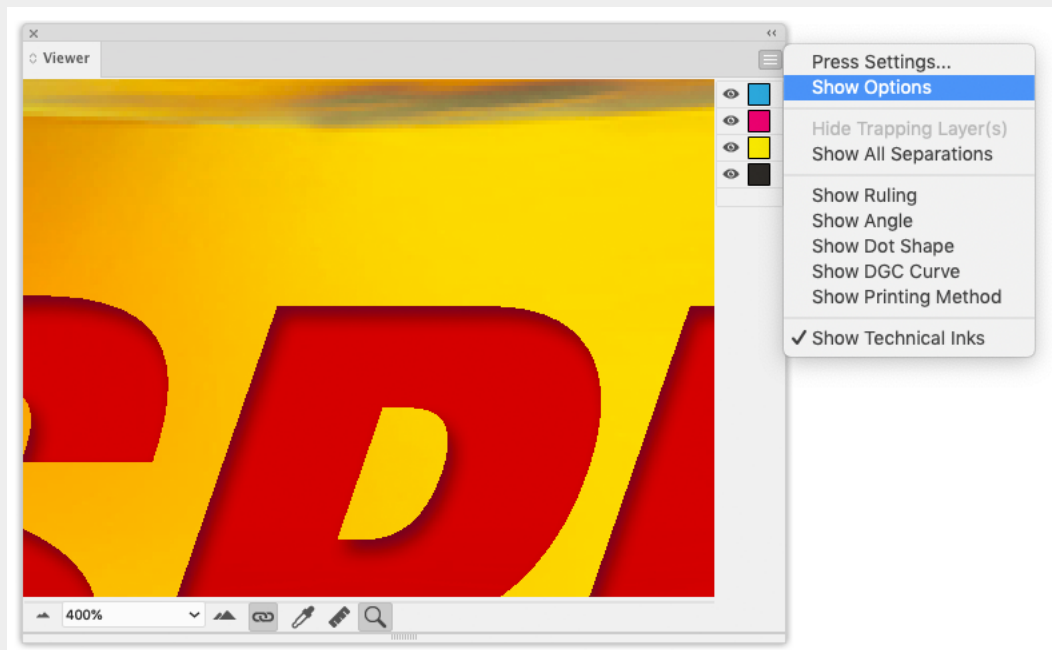 Viewer
Press Settings...
Show Options
Hide Trapping Layer(s)
Show All Separations
Show Ruling
Show Angle
Show Dot Shape
Show DGC Curve
Show Printing Method
✓ Show Technical Inks
400%